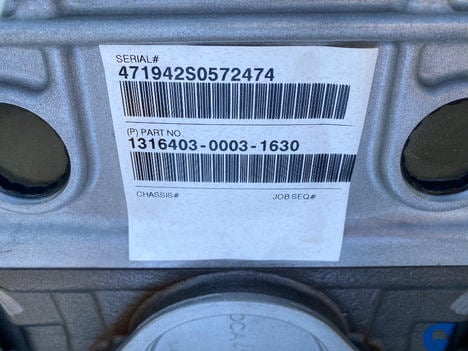 SERIAL#
471942S0572474
(P) PART NO.
1316403-0003-1630
CHASSIS# JOB SEQ#